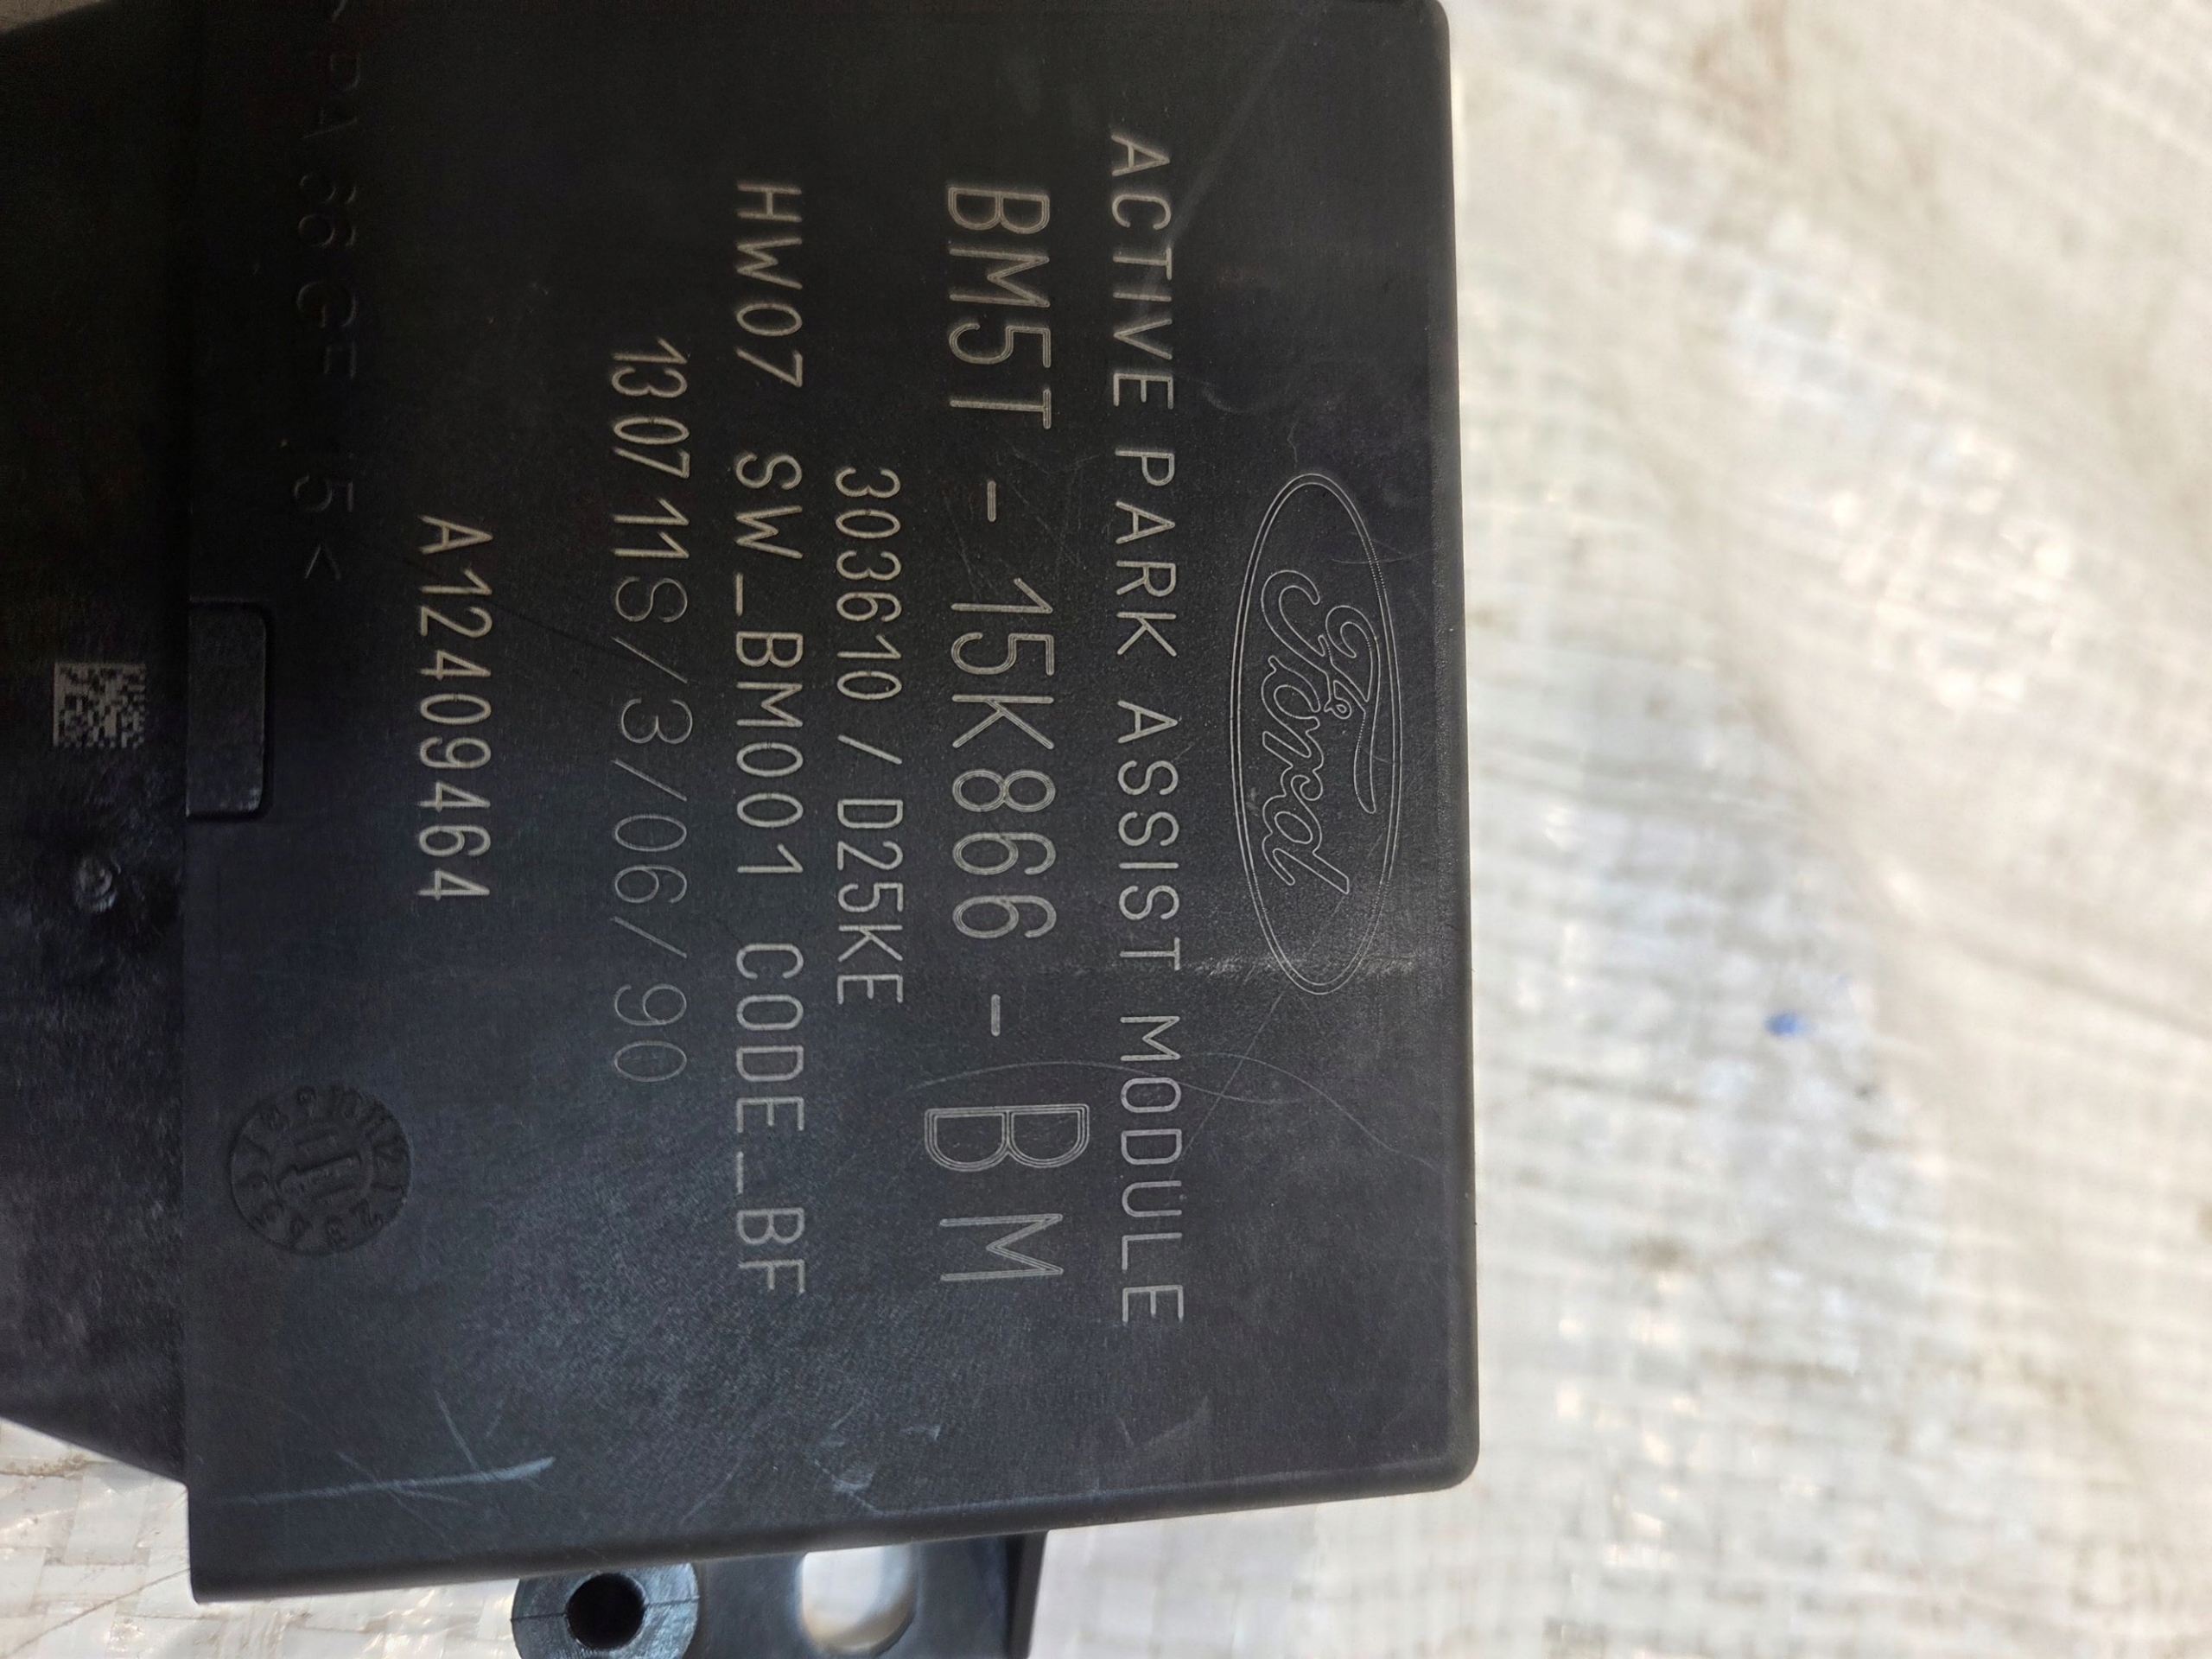 Ford
ACTIVE PARK ASSIST MODULE
BM5T - 15K866 - BM
303610 / D25KE
HW07 SW_BM001 CODE_BF
130711S/3/06/90
A12409464